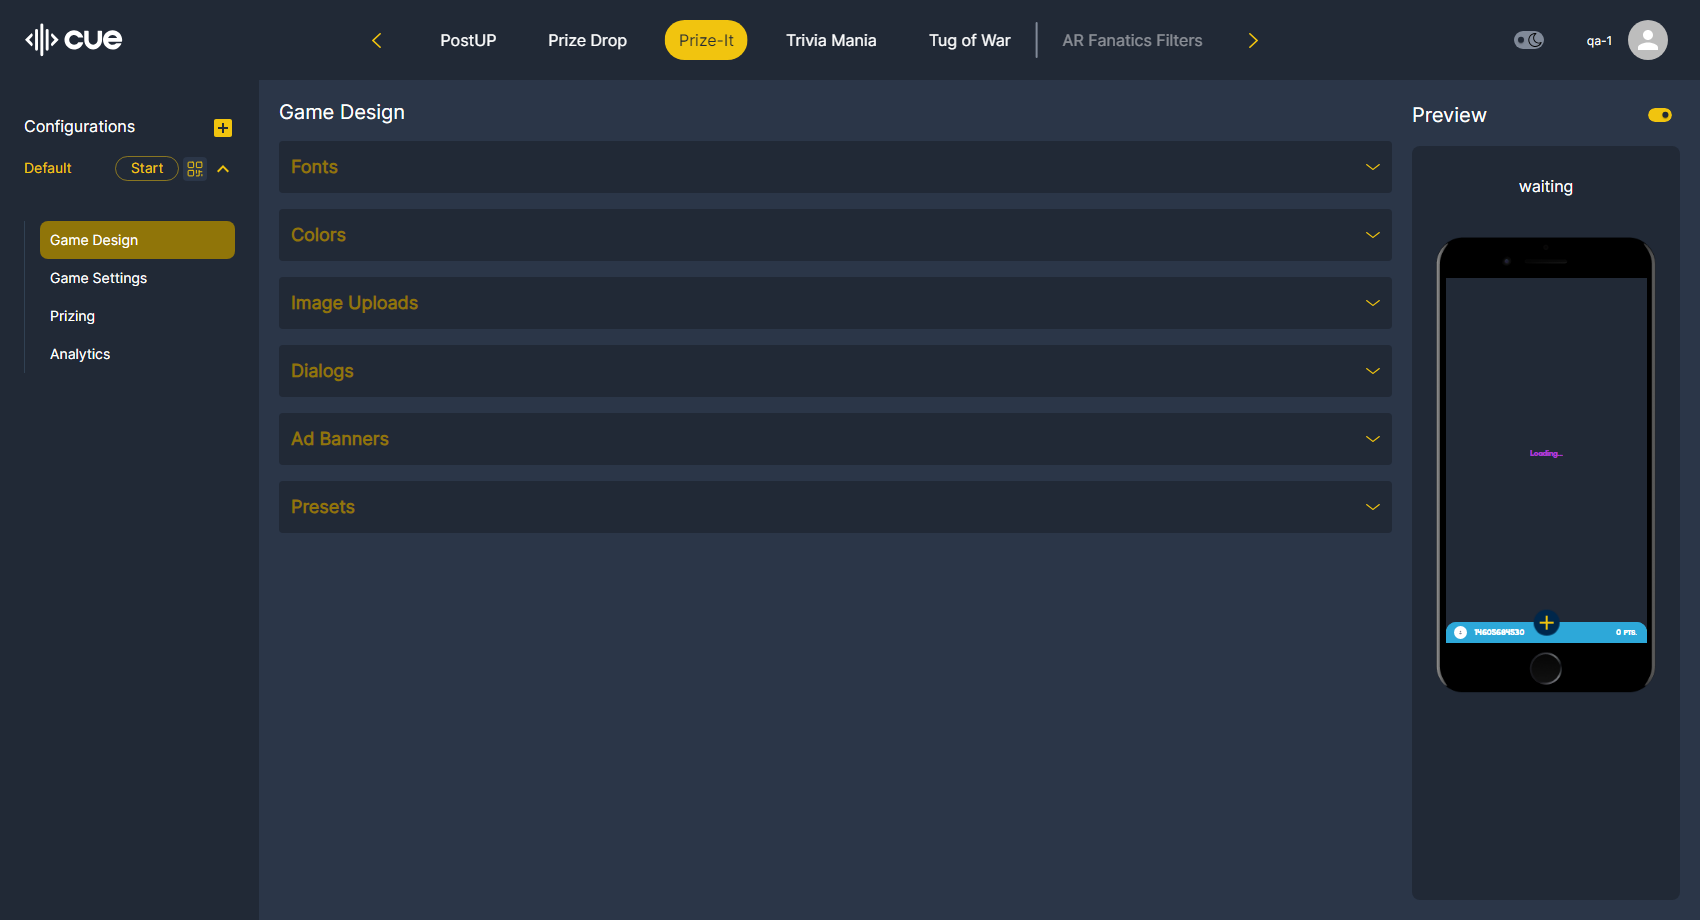 cue
PostUP
Prize Drop
Prize-It
Trivia Mania
Tug of War
AR Fanatics Filters
qa-1
Configurations
Default
Start
Game Design
Game Settings
Prizing
Analytics
Game Design
Fonts
Colors
Image Uploads
Dialogs
Ad Banners
Presets
Preview
waiting
Loading...
14605684530
0 PTS.